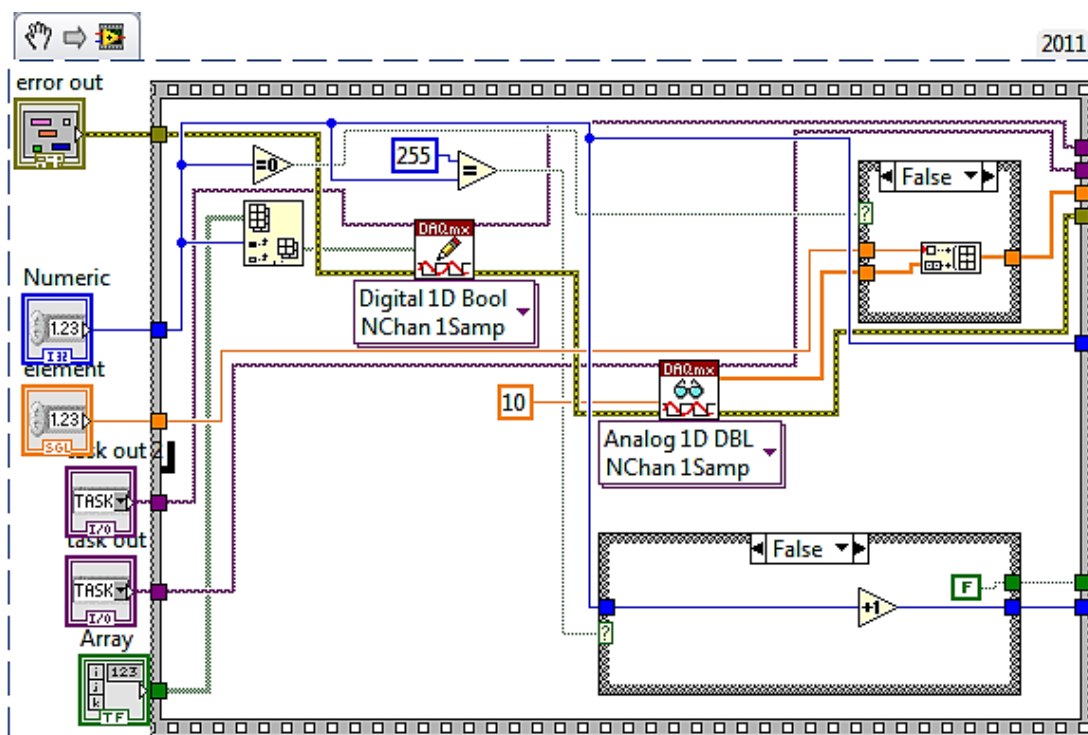 2011
error out
=0
255
=
False
DAQmx
Digital 1D Bool
NChan 1Samp
Numeric
1.23
I32
element
1.23
SGL
10
DAQmx
Analog 1D DBL
NChan 1Samp
task out 2
TASK
I/O
task out
TASK
I/O
False
F
+1
?
?
Array
123
i
j
k
TF